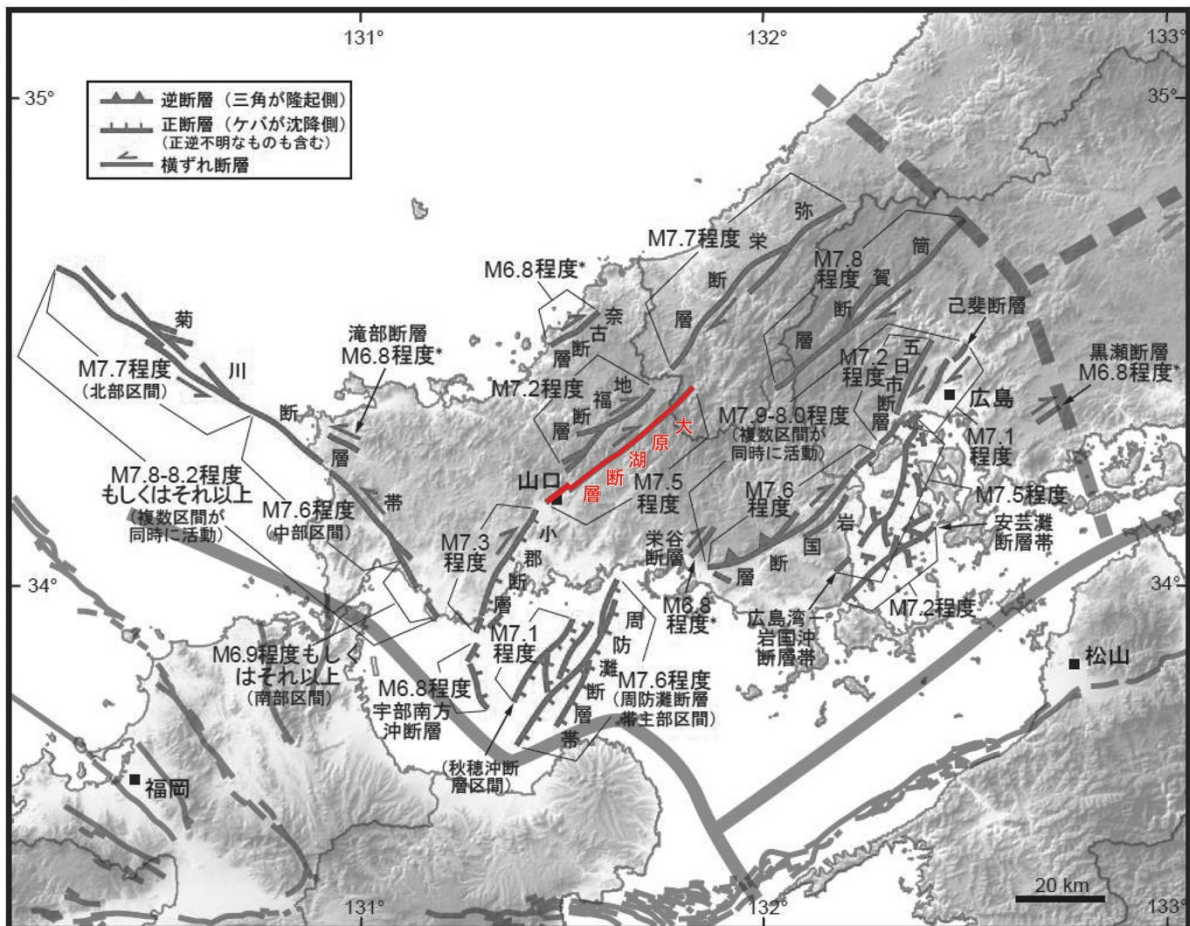 131°
132°
133°
35°
35°
逆断層（三角が隆起側）
正断層（ケバが沈降側）
（正逆不明なものも含む）
横ずれ断層
弥栄断層
M7.7程度
筒賀断層
M7.8
程度
M6.8程度*
奈古断層
己斐断層
菊川断層帯
滝部断層
M6.8程度*
M7.7程度
（北部区間）
M7.2程度
地福断層
M7.2
程度
五日市断層
黒瀬断層
M6.8程度*
広島
大原湖断層
M7.9-8.0程度
（複数区間が
同時に活動）
M7.1
程度
M7.8-8.2程度
もしくはそれ以上
（複数区間が
同時に活動）
M7.6程度
（中部区間）
山口
M7.5
程度
M7.6
程度
M7.5程度
安芸灘
断層帯
M7.3
程度
小郡断層
栄谷
断層
岩国断層
34°
34°
M6.8
程度*
M7.2程度
広島湾－
岩国沖
断層帯
M6.9程度もしく
はそれ以上
（南部区間）
M7.1
程度
周防灘断層帯
M6.8程度
宇部南方
沖断層
M7.6程度
（周防灘断層
帯主部区間）
松山
（秋穂沖断
層区間）
福岡
20 km
131°
132°
133°